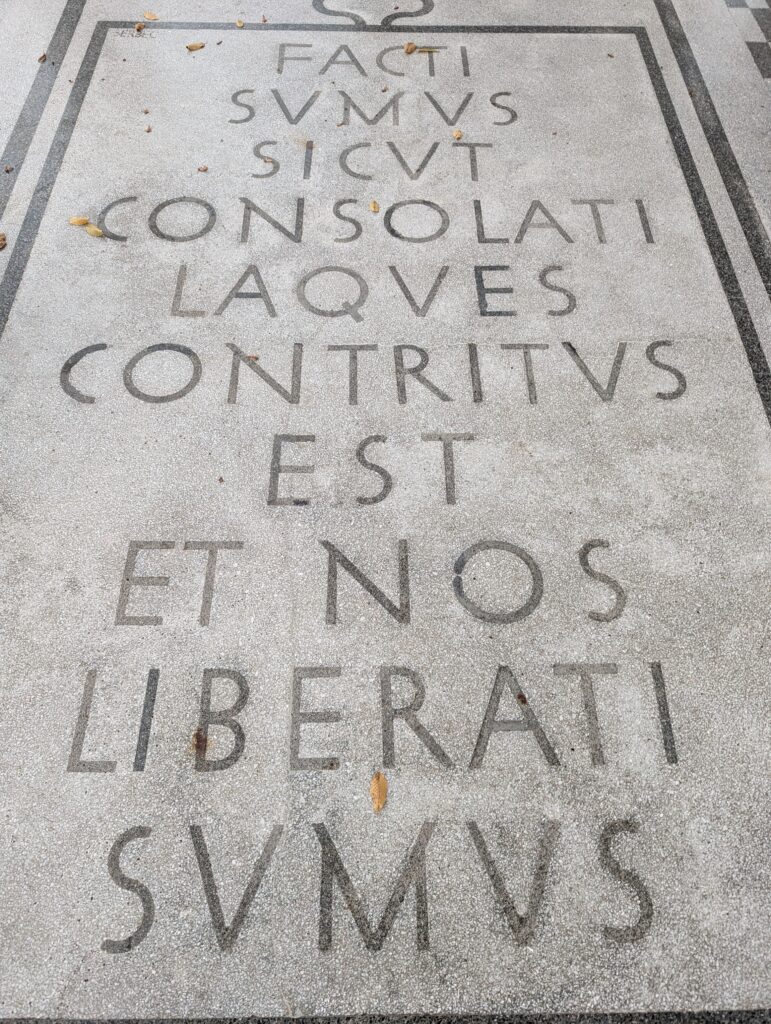 FACTI
SVMVS
SICVT
CONSOLATI
LAQVES
CONTRITVS
EST
ET NOS
LIBERATI
SVMVS